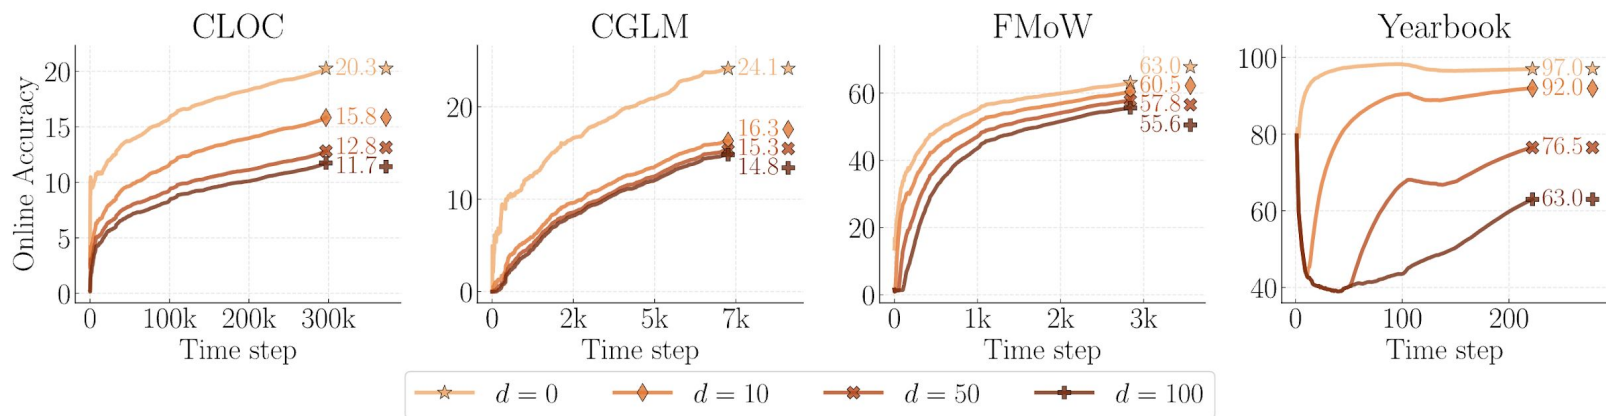 CLOC
CGLM
FMoW
Yearbook
Online Accuracy
20
15
10
5
0
20.3
15.8
12.8
11.7
0
100k
200k
300k
Time step
20
10
0
24.1
16.3
15.3
14.8
0
2k
5k
7k
Time step
60
40
20
0
63.0
60.5
57.8
55.6
0
1k
2k
3k
Time step
100
80
60
40
97.0
92.0
76.5
63.0
0
100
200
Time step
d = 0
d = 10
d = 50
d = 100